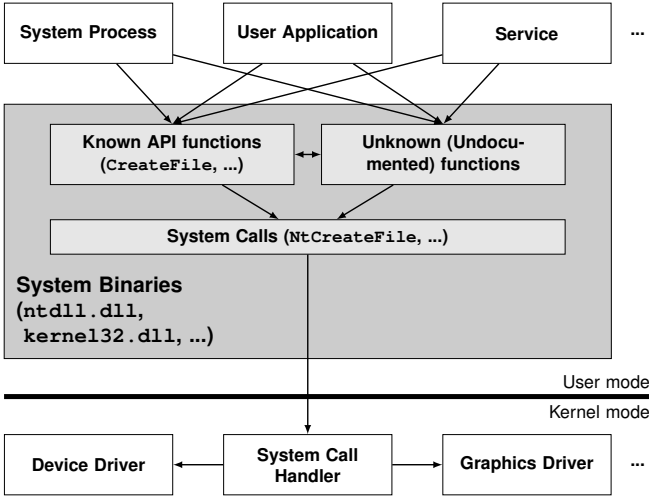 System Process
User Application
Service
...
Known API functions
(CreateFile, ...)
Unknown (Undocu-
mented) functions
System Calls (NtCreateFile, ...)
System Binaries
(ntdll.dll,
kernel32.dll, ...)
User mode
Kernel mode
Device Driver
System Call
Handler
Graphics Driver
...